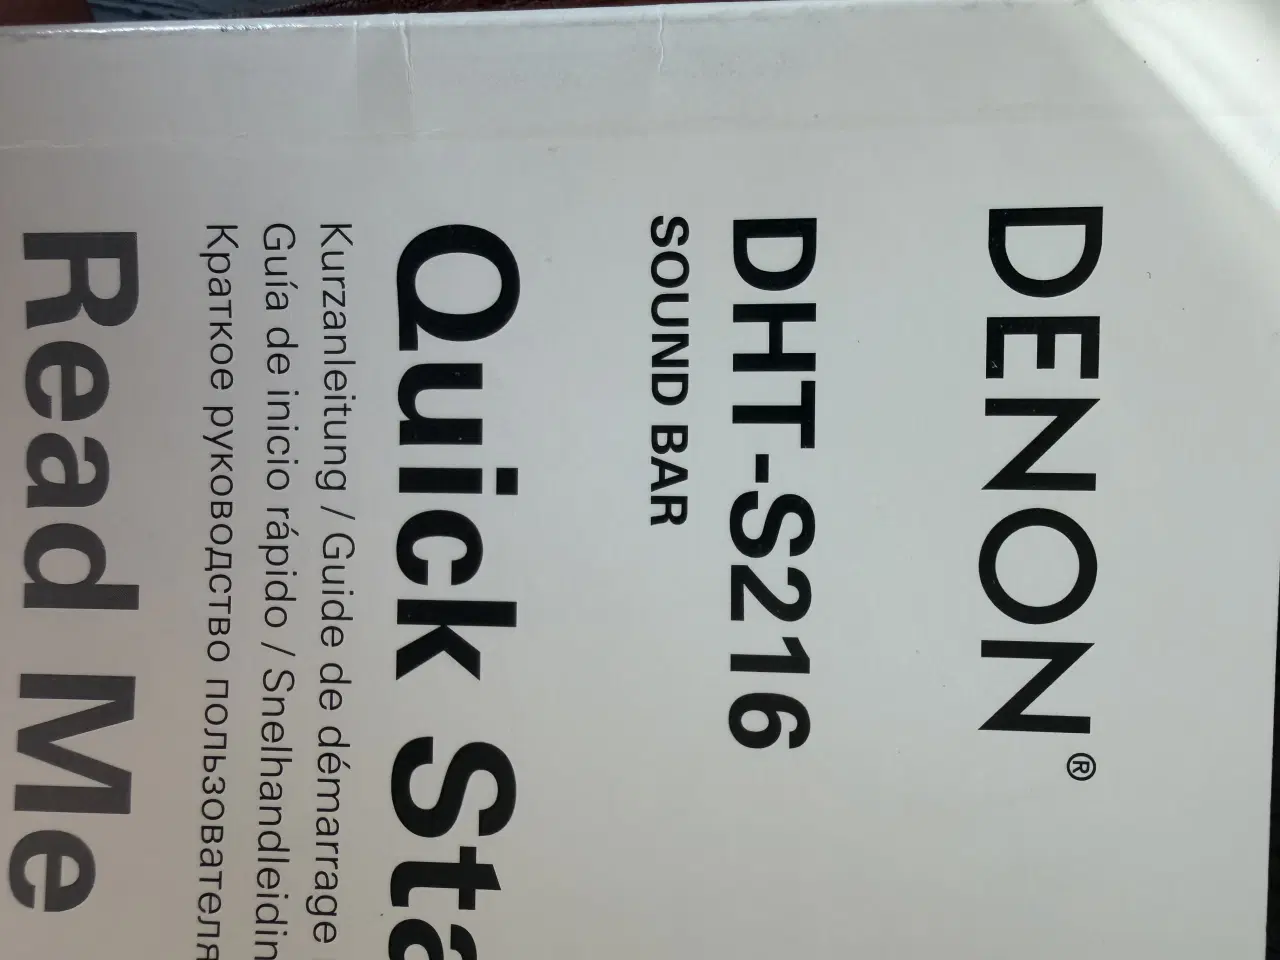 DENON®
DHT-S216
SOUND BAR
Quick
Kurzanleitung / Guide de démarrage
Guía de inicio rápido /
Краткое руководство пользователя
Read Me